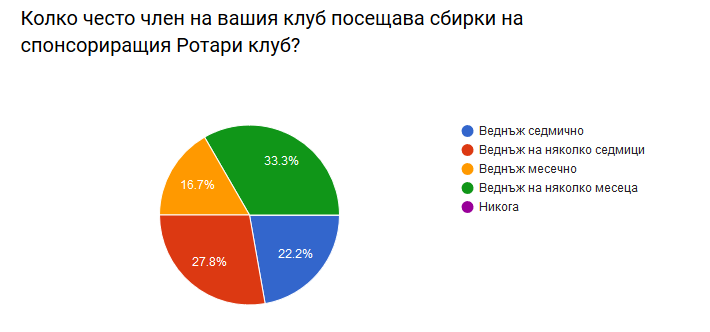 Колко често член на вашия клуб посещава сбирки на
спонсориращия Ротари клуб?
33.3%
16.7%
27.8%
22.2%
Веднъж седмично
Веднъж на няколко седмици
Веднъж месечно
Веднъж на няколко месеца
Никога